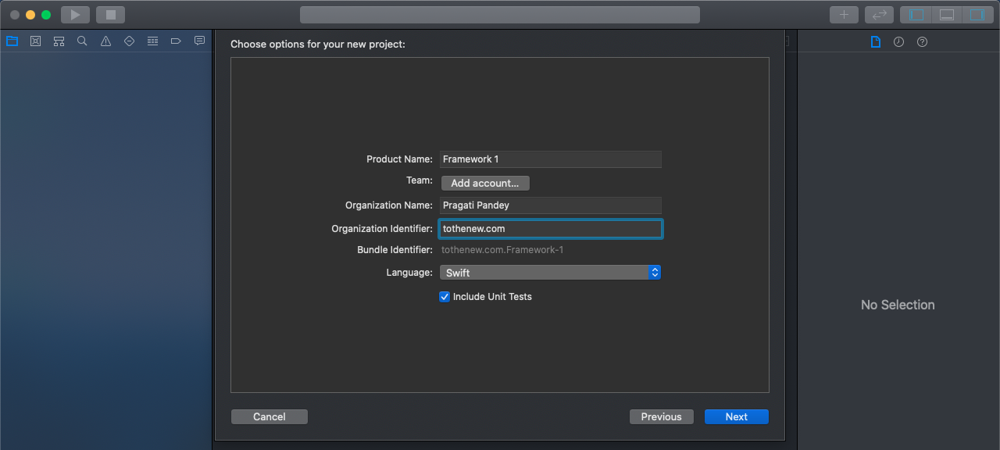 Choose options for your new project:
Product Name: Framework 1
Team: Add account...
Organization Name: Pragati Pandey
Organization Identifier: tothenew.com
Bundle Identifier: tothenew.com.Framework-1
Language: Swift
Include Unit Tests
No Selection
Cancel Previous Next